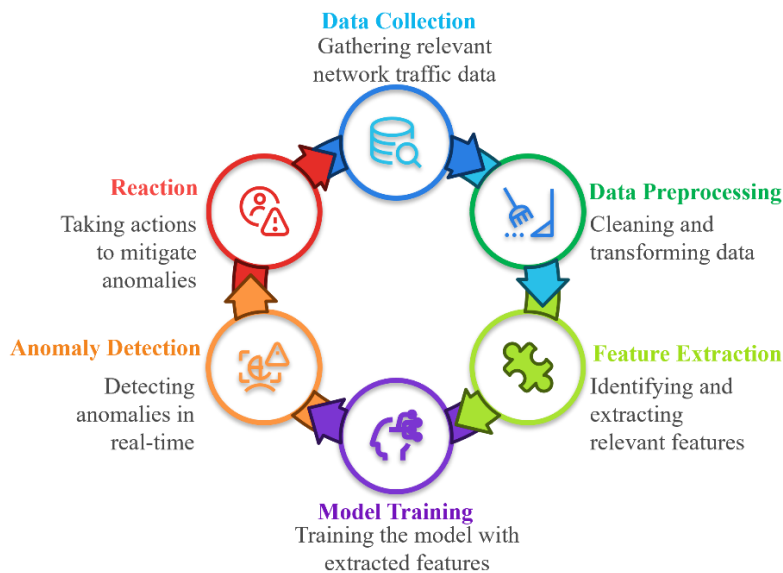 Data Collection
Gathering relevant
network traffic data
Data Preprocessing
Cleaning and
transforming data
Feature Extraction
Identifying and
extracting
relevant features
Model Training
Training the model with
extracted features
Anomaly Detection
Detecting
anomalies in
real-time
Reaction
Taking actions
to mitigate
anomalies